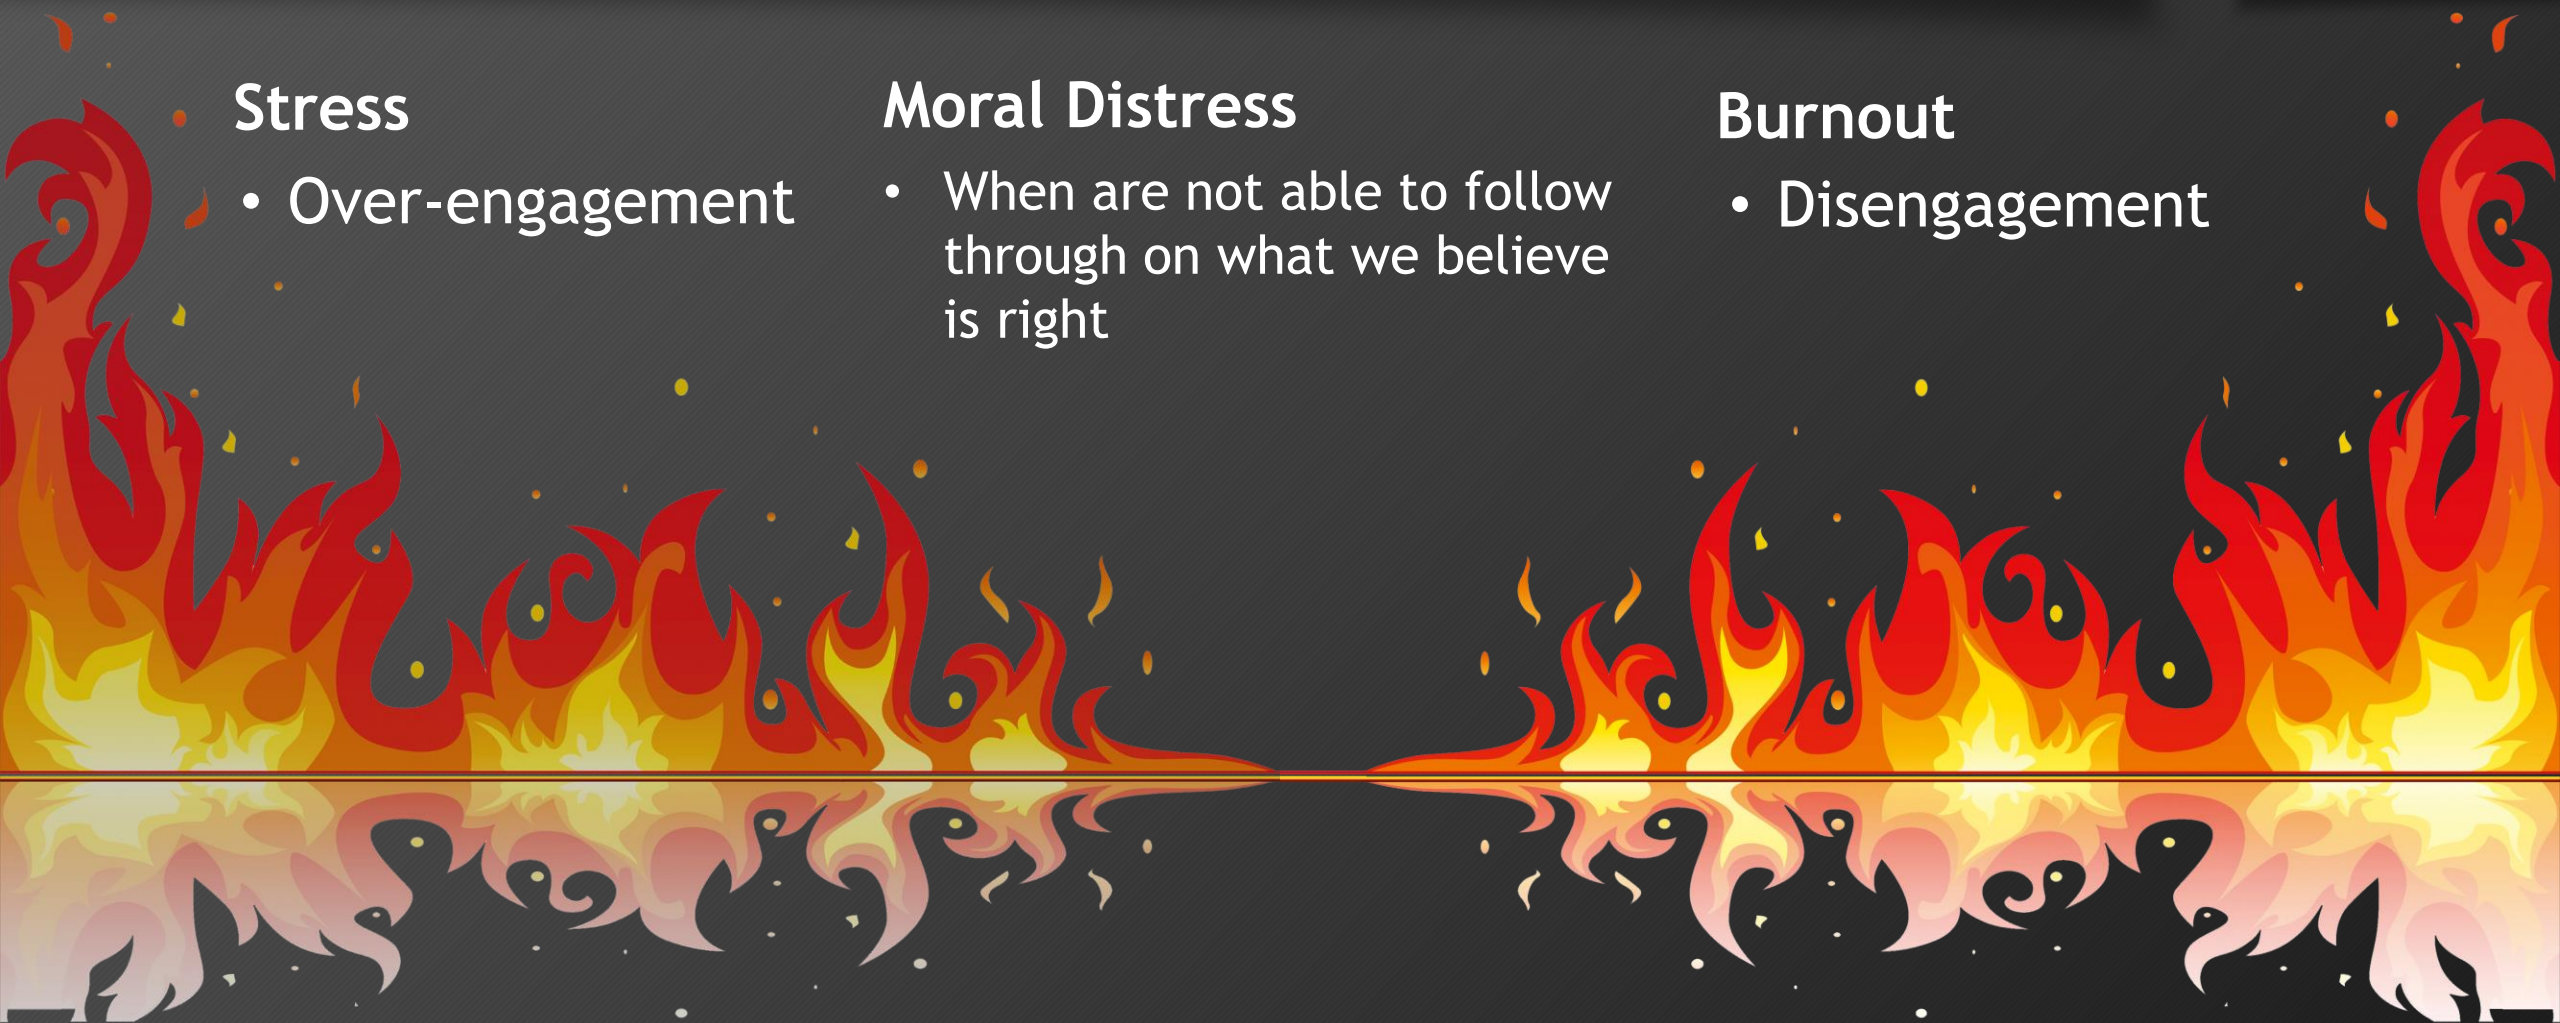 Stress
• Over-engagement
Moral Distress
• When are not able to follow
through on what we believe
is right
Burnout
• Disengagement